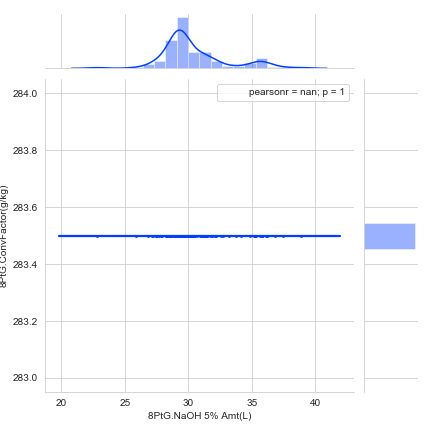 pearsonr = nan; p = 1
284.0
283.8
283.6
283.4
283.2
283.0
8PtG.ConvFactor(g/kg)
20 25 30 35 40
8PtG.NaOH 5% Amt(L)